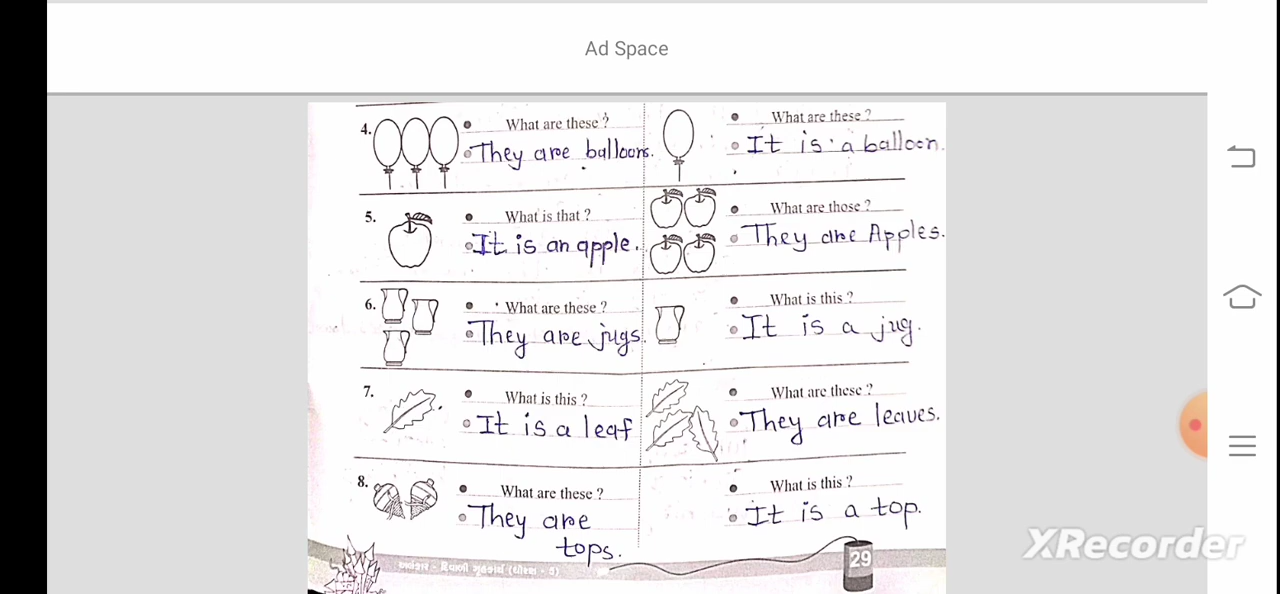 Ad Space
4. What are these ? What are these ?
They are balloons. It is a balloon.
5. What is that ? What are those ?
It is an apple. They are Apples.
6. What are these ? What is this ?
They are jugs. It is a jug.
7. What is this ? What are these ?
It is a leaf They are leaves.
8. What are these ? What is this ?
They are It is a top.
tops.
29
XRecorder